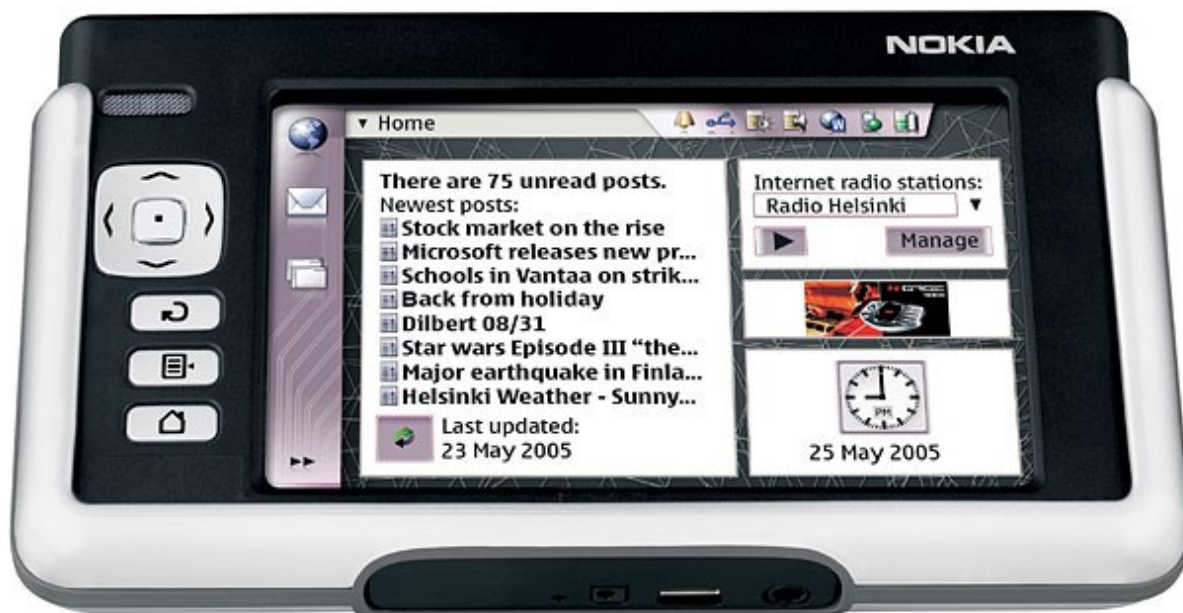 NOKIA
Home
There are 75 unread posts.
Newest posts:
Stock market on the rise
Microsoft releases new pr...
Schools in Vantaa on strik...
Back from holiday
Dilbert 08/31
Star wars Episode III “the...
Major earthquake in Finla...
Helsinki Weather - Sunny...
Last updated:
23 May 2005
Internet radio stations:
Radio Helsinki
Manage
PM
25 May 2005